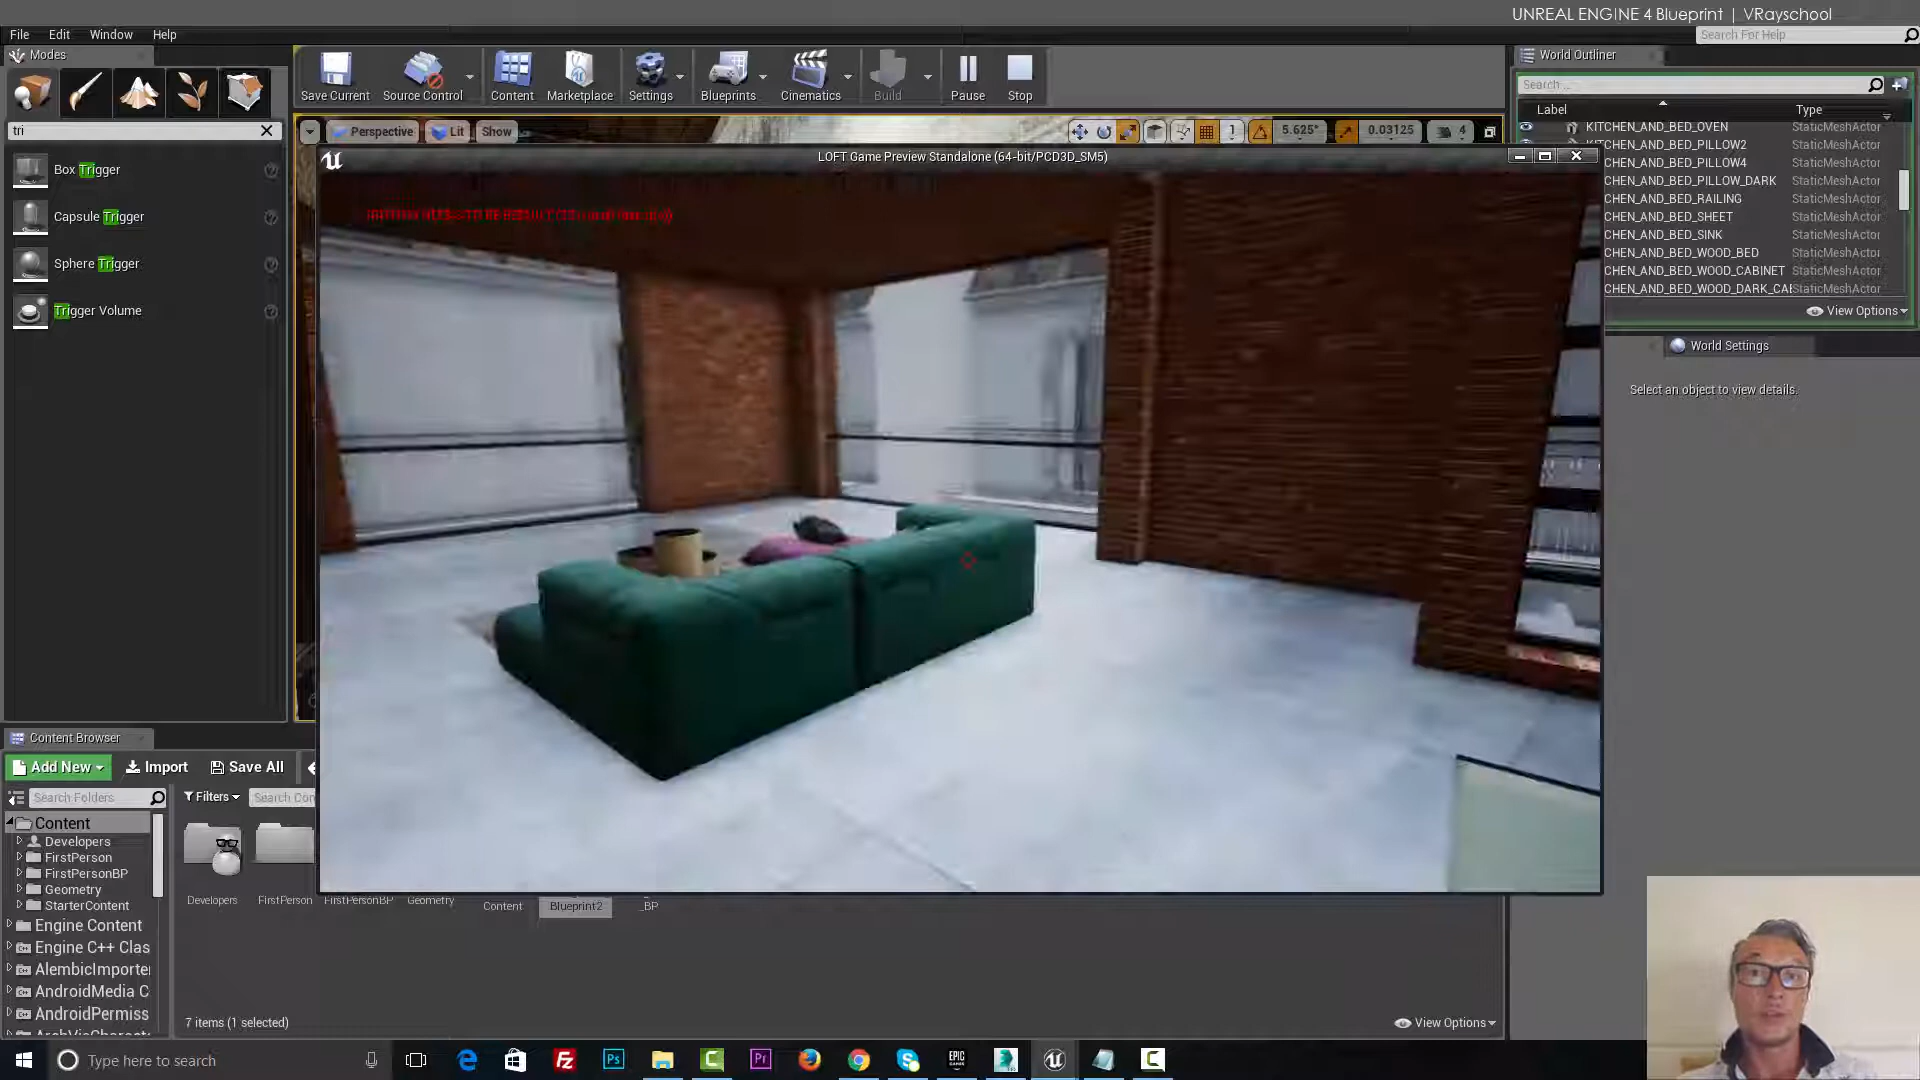 UNREAL ENGINE 4 Blueprint | VRayschool
File Edit Window Help
Search For Help
Modes
World Outliner
Save Current Source Control Content Marketplace Settings Blueprints Cinematics Build Pause Stop
Search...
Label Type
tri
Perspective Lit Show 1 5.625° 0.03125 4
KITCHEN_AND_BED_OVEN StaticMeshActor
KITCHEN_AND_BED_PILLOW2 StaticMeshActor
LOFT Game Preview Standalone (64-bit/PCD3D_SM5)
CHEN_AND_BED_PILLOW4 StaticMeshActor
CHEN_AND_BED_PILLOW_DARK StaticMeshActor
CHEN_AND_BED_RAILING StaticMeshActor
CHEN_AND_BED_SHEET StaticMeshActor
CHEN_AND_BED_SINK StaticMeshActor
CHEN_AND_BED_WOOD_BED StaticMeshActor
CHEN_AND_BED_WOOD_CABINET StaticMeshActor
CHEN_AND_BED_WOOD_DARK_CAI StaticMeshActor
Box Trigger
Capsule Trigger
Sphere Trigger
Trigger Volume
View Options
World Settings
Select an object to view details.
Content Browser
Add New Import Save All
Search Folders
Filters Search Con
Content
Developers
FirstPerson
FirstPersonBP
Geometry
StarterContent
Engine Content
Engine C++ Clas
AlembicImporte
AndroidMedia C
AndroidPermiss
Developers FirstPerson FirstPersonBP Geometry Content Blueprint2 _BP
7 items (1 selected)
View Options
Type here to search